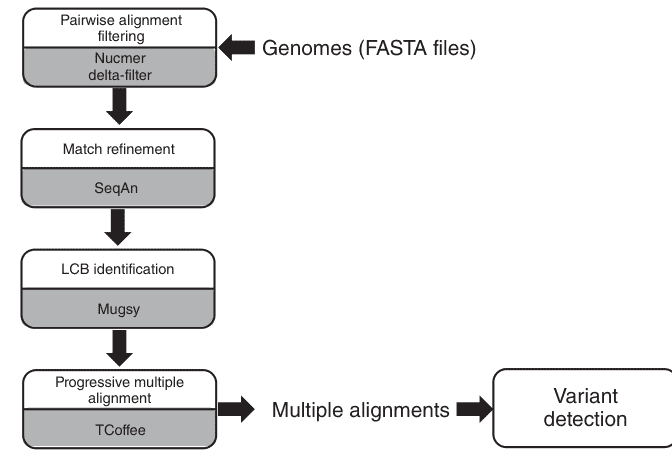 Pairwise alignment
filtering
Nucmer
delta-filter
Genomes (FASTA files)
Match refinement
SeqAn
LCB identification
Mugsy
Progressive multiple
alignment
TCoffee
Multiple alignments
Variant
detection